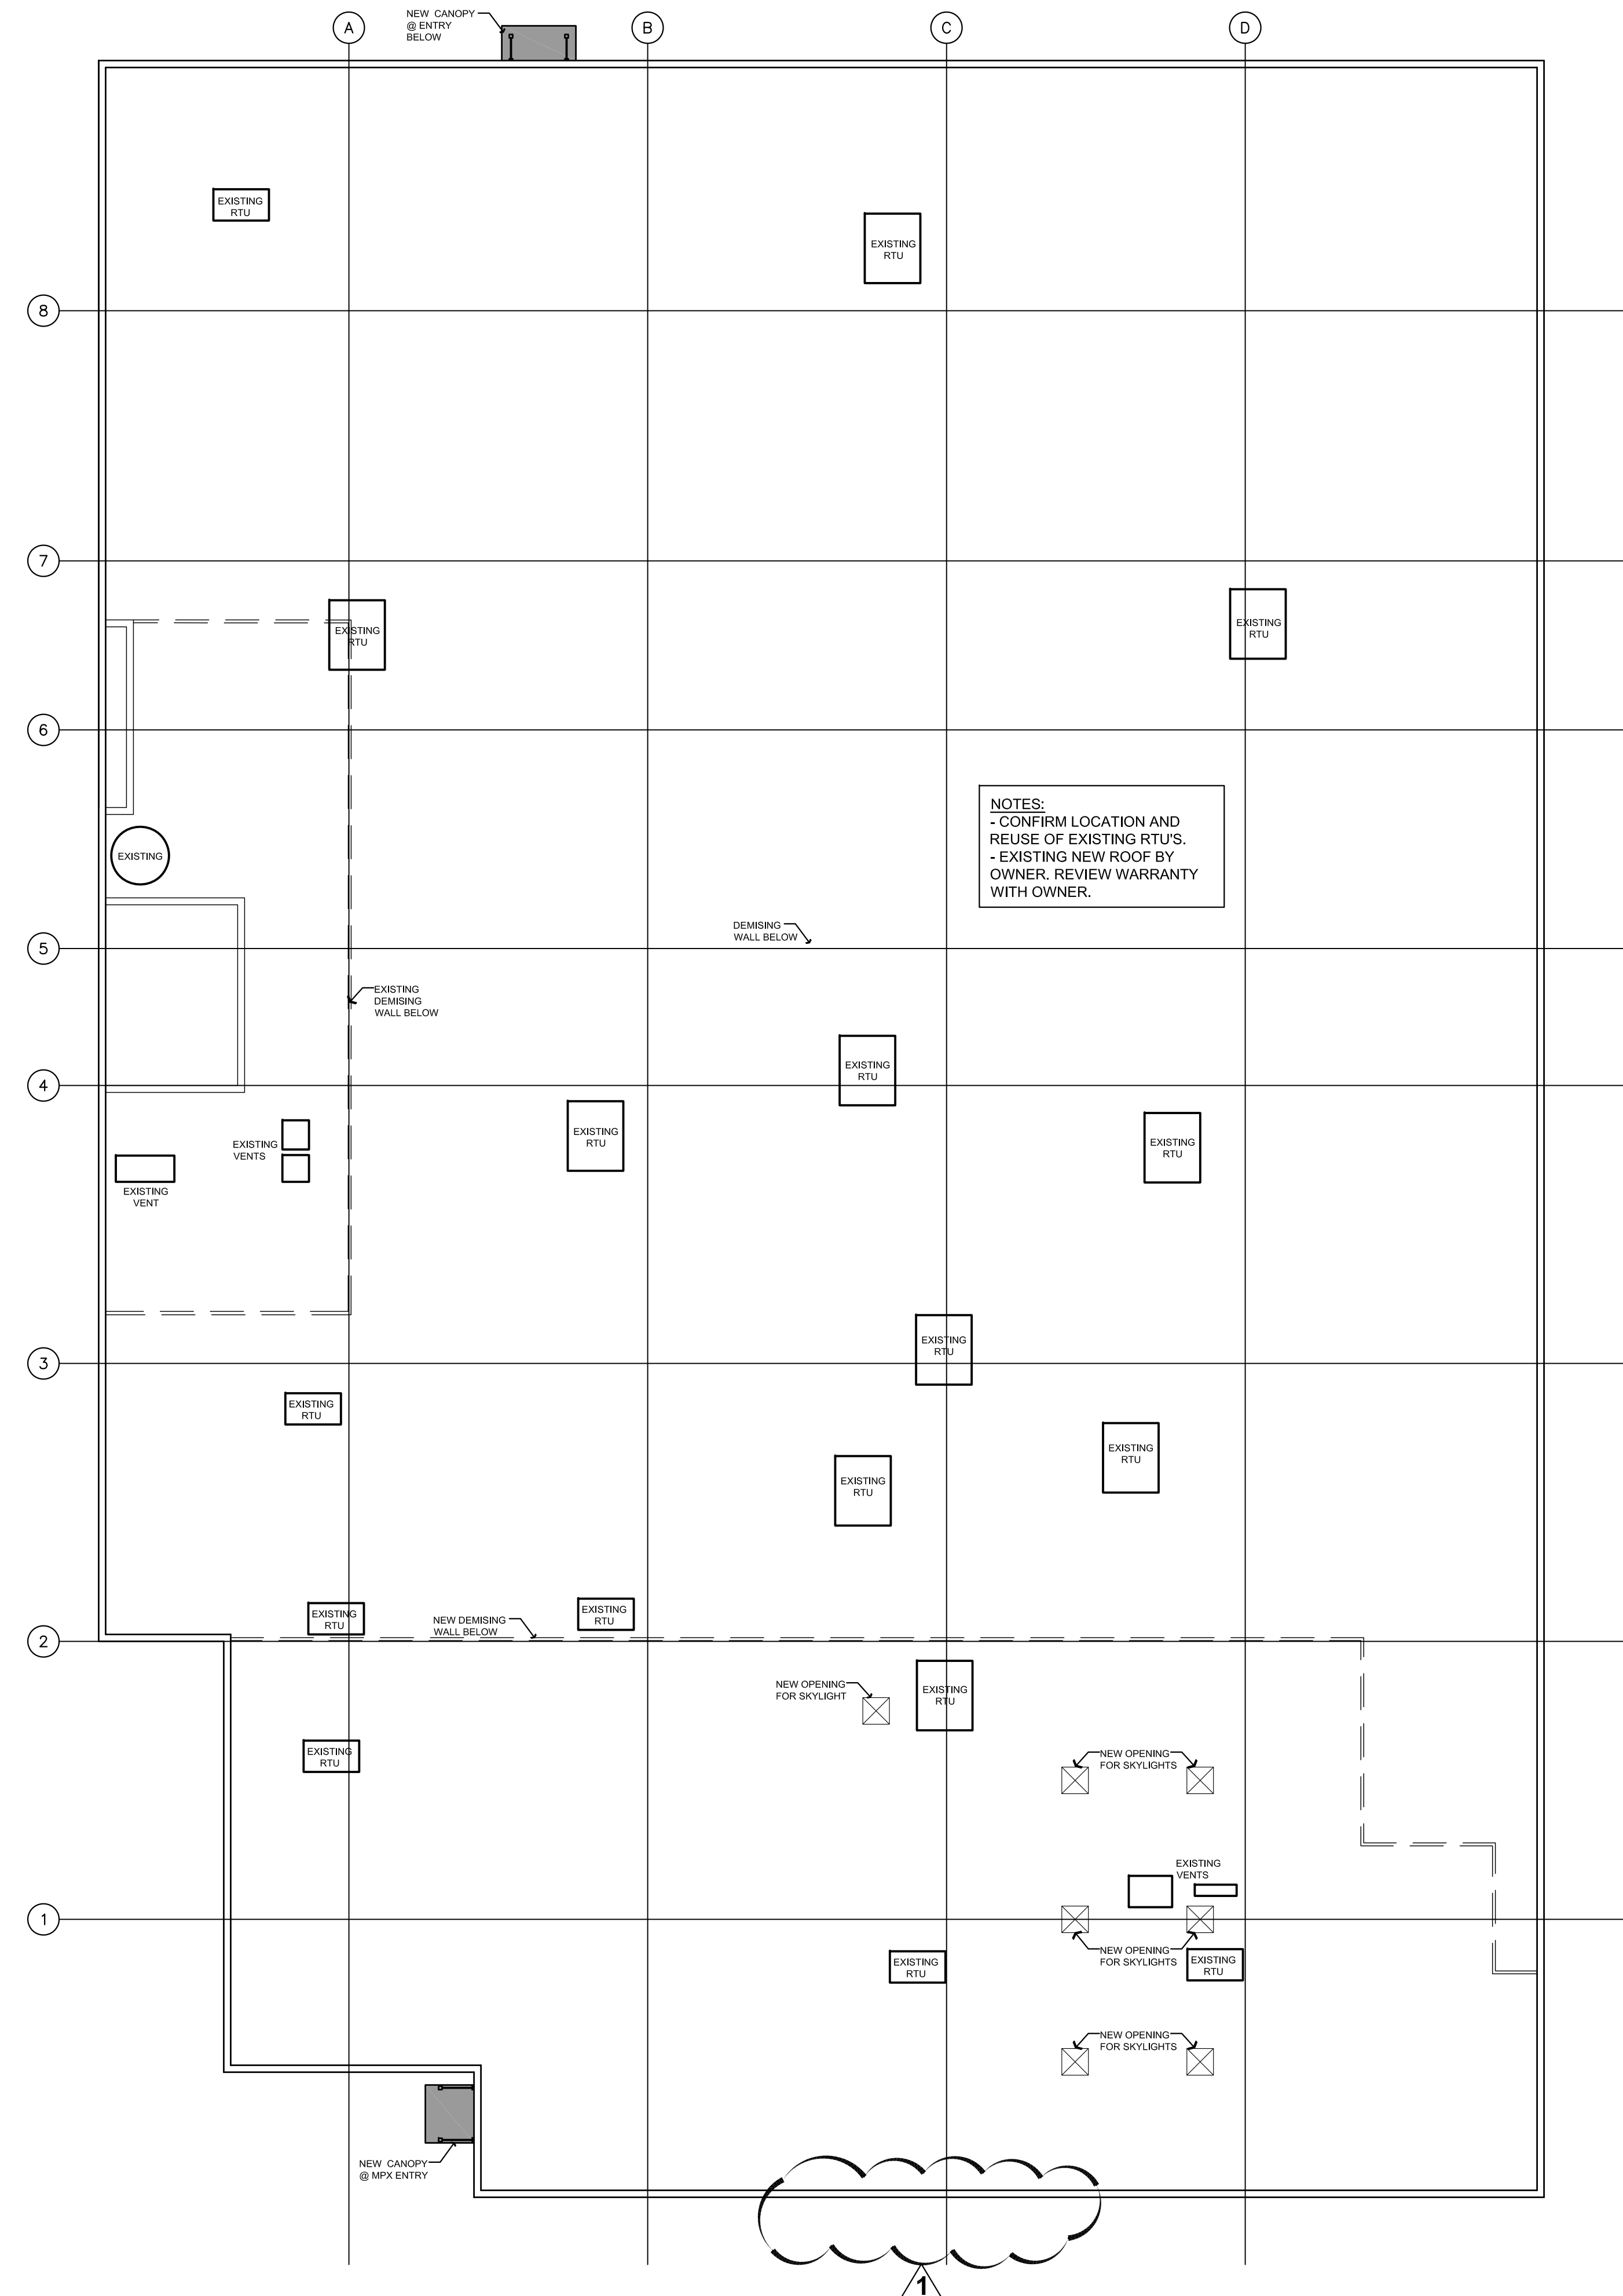 NEW CANOPY
@ ENTRY
BELOW
A
B
C
D
EXISTING
RTU
EXISTING
RTU
8
7
EXISTING
RTU
EXISTING
RTU
6
NOTES:
- CONFIRM LOCATION AND
REUSE OF EXISTING RTU'S.
- EXISTING NEW ROOF BY
OWNER. REVIEW WARRANTY
WITH OWNER.
EXISTING
DEMISING
WALL BELOW
5
EXISTING
DEMISING
WALL BELOW
EXISTING
RTU
4
EXISTING
RTU
EXISTING
RTU
EXISTING
VENTS
EXISTING
VENT
EXISTING
RTU
3
EXISTING
RTU
EXISTING
RTU
EXISTING
RTU
EXISTING
RTU
EXISTING
RTU
NEW DEMISING
WALL BELOW
2
NEW OPENING
FOR SKYLIGHT
EXISTING
RTU
EXISTING
RTU
NEW OPENING
FOR SKYLIGHTS
EXISTING
VENTS
1
NEW OPENING
FOR SKYLIGHTS
EXISTING
RTU
EXISTING
RTU
NEW OPENING
FOR SKYLIGHTS
NEW CANOPY
@ MPX ENTRY
1